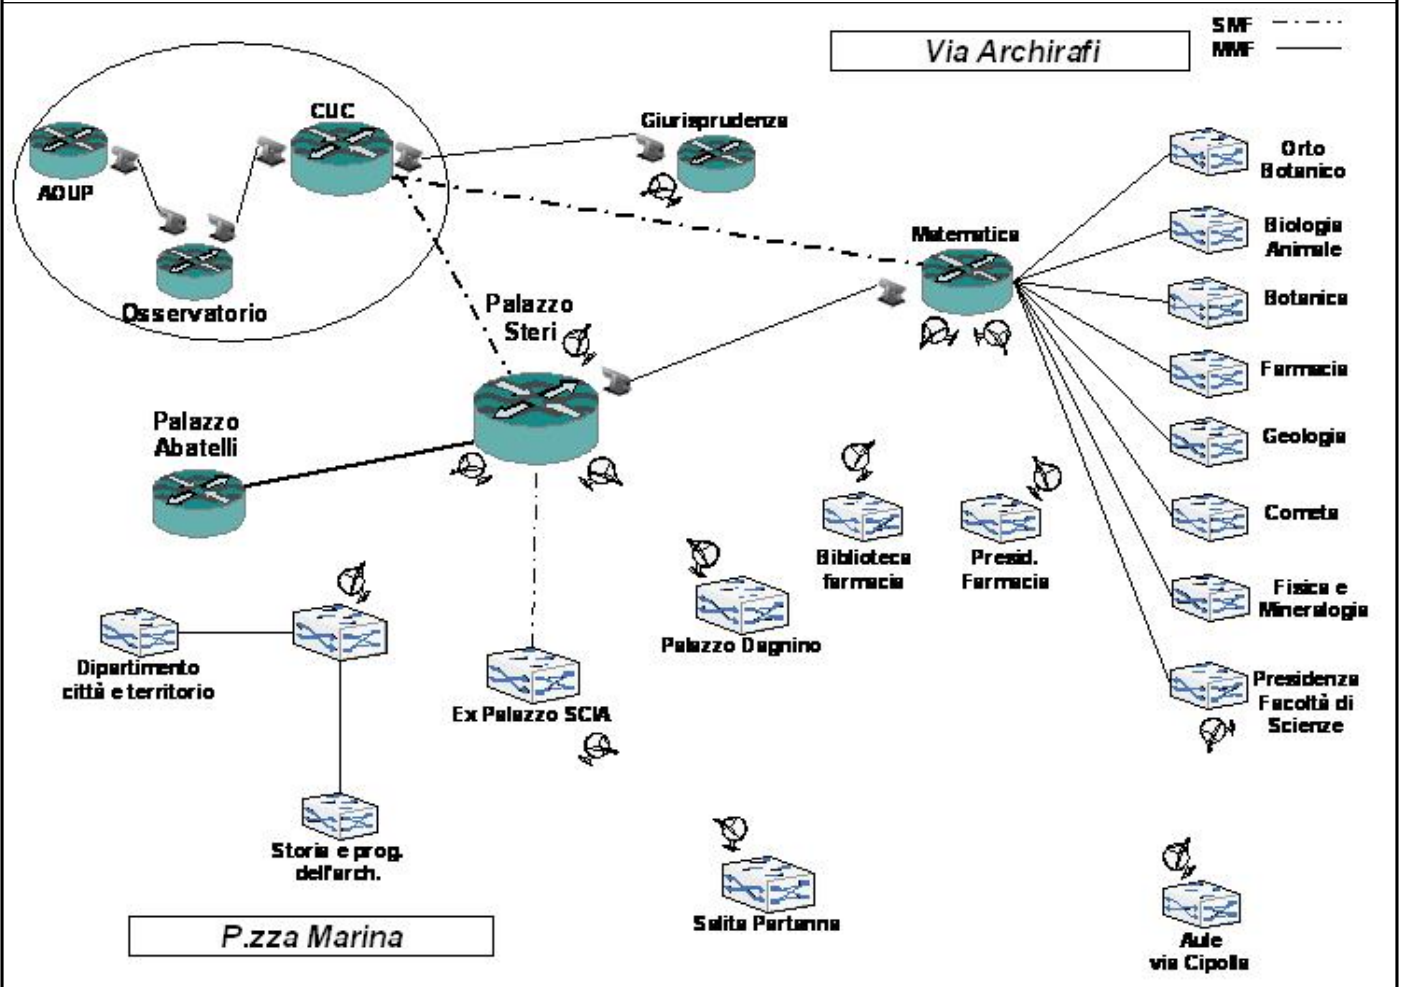 SMF
MMF
Via Archirafi
CUC
Giurisprudenza
AOUP
Osservatorio
Orto
Botanico
Biologia
Animale
Matematica
Botanica
Palazzo
Steri
Farmacia
Palazzo
Abatelli
Geologia
Corneta
Biblioteca
farmacia
Presid.
Farmacia
Fisica e
Mineralogia
Palazzo Dagnino
Dipartimento
città e territorio
Ex Palazzo SCIA
Presidenza
Facoltà di
Scienze
Storia e prog.
dell'arch.
Salita Partanna
P.zza Marina
Aule
via Cipolla